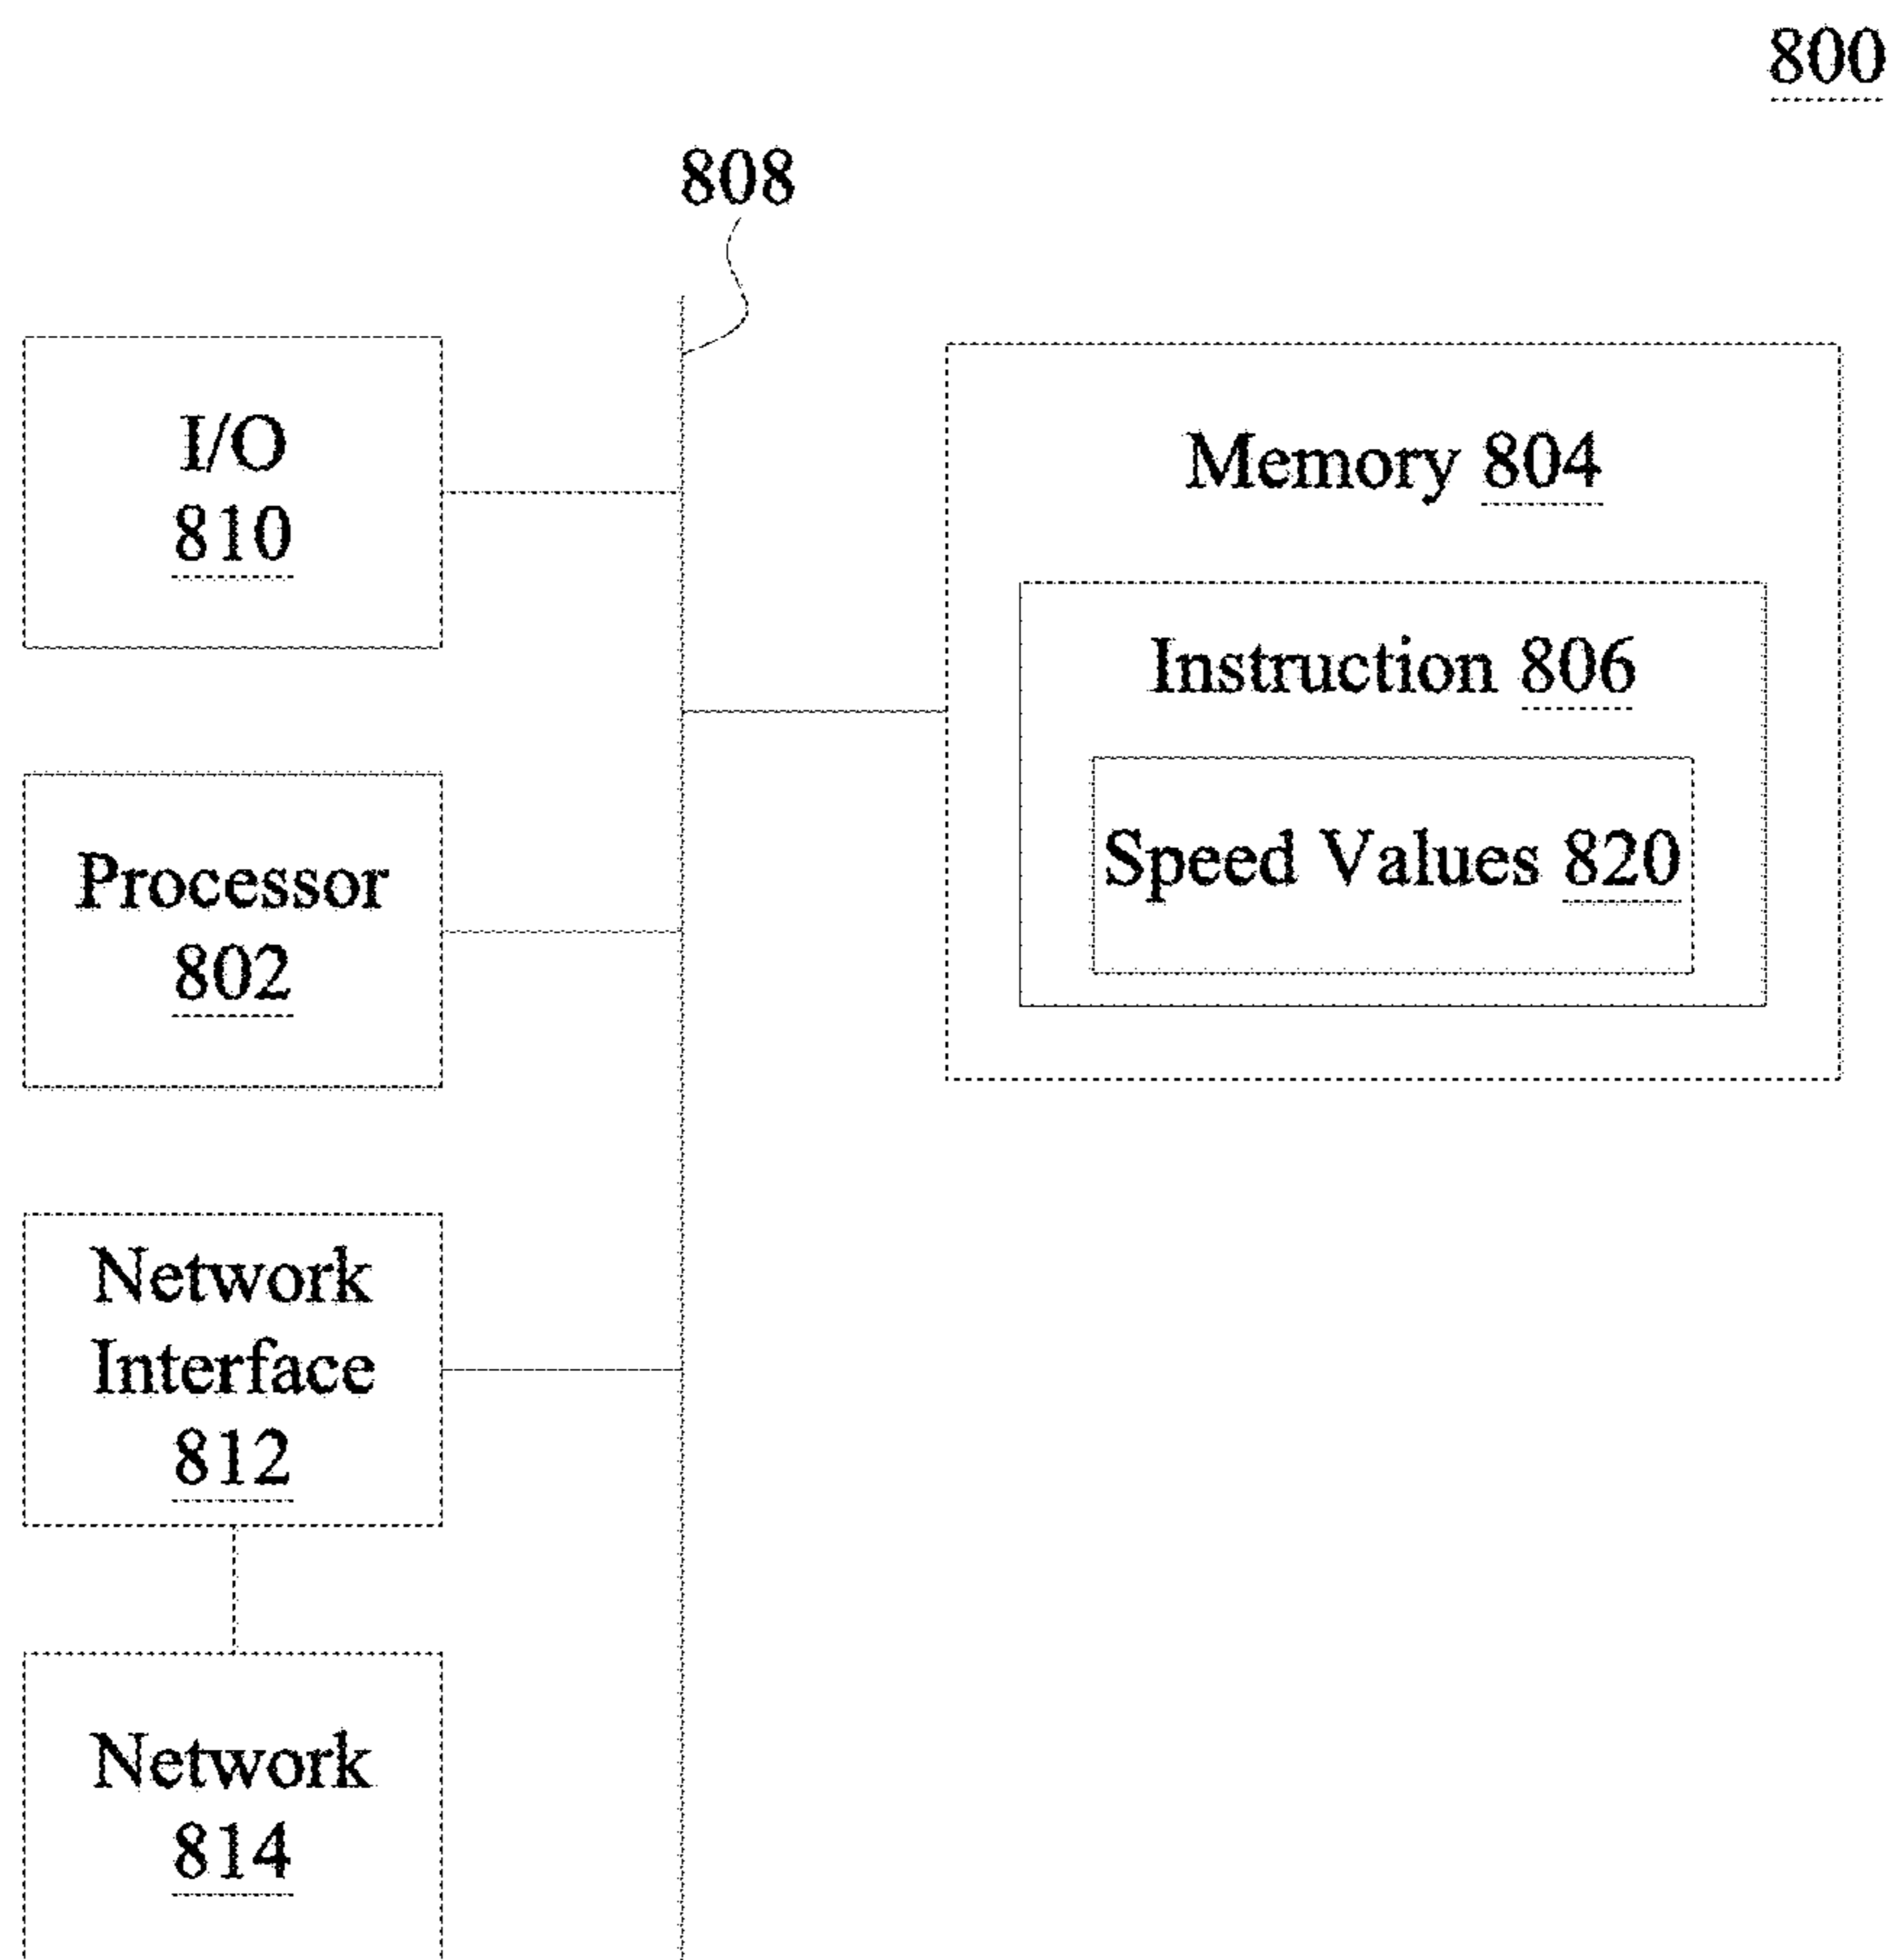 800
808
I/O
810
Memory 804
Instruction 806
Speed Values 820
Processor
802
Network
Interface
812
Network
814